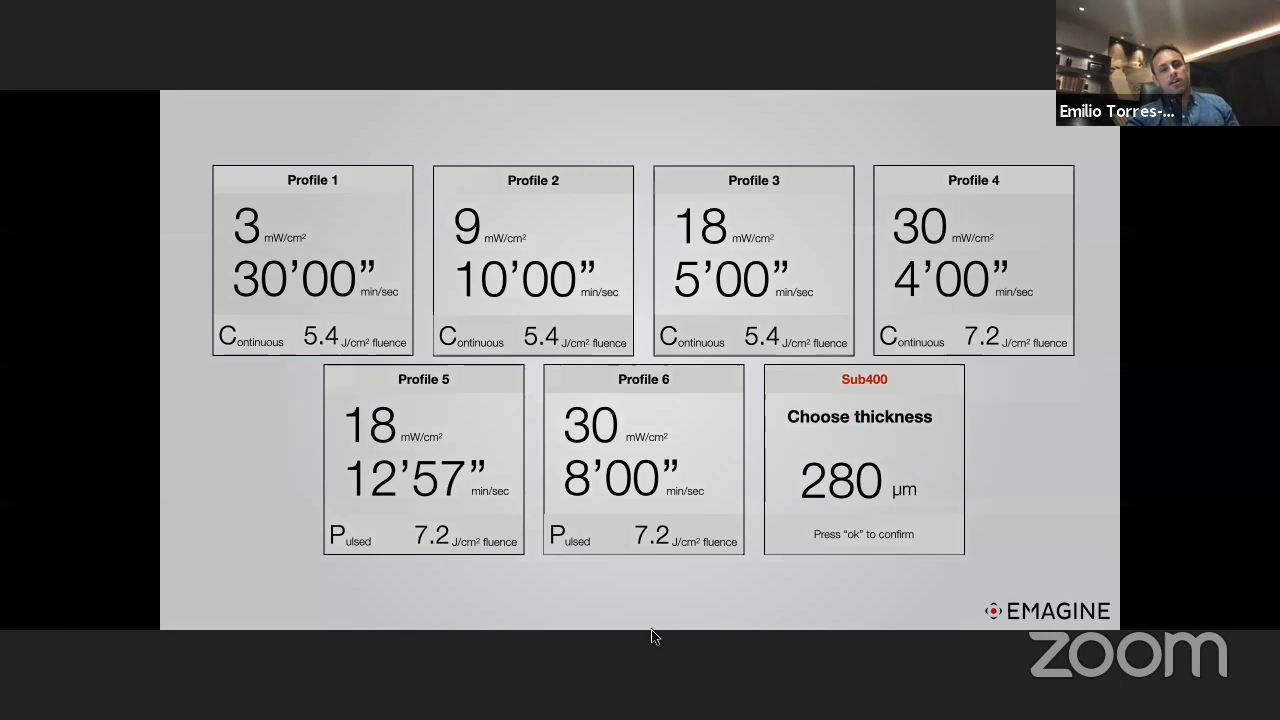 Emilio Torres-...
Profile 1
3 mW/cm²
30’00” min/sec
Continuous 5.4 J/cm² fluence
Profile 2
9 mW/cm²
10’00” min/sec
Continuous 5.4 J/cm² fluence
Profile 3
18 mW/cm²
5’00” min/sec
Continuous 5.4 J/cm² fluence
Profile 4
30 mW/cm²
4’00” min/sec
Continuous 7.2 J/cm² fluence
Profile 5
18 mW/cm²
12’57” min/sec
Pulsed 7.2 J/cm² fluence
Profile 6
30 mW/cm²
8’00” min/sec
Pulsed 7.2 J/cm² fluence
Sub400
Choose thickness
280 µm
Press “ok” to confirm
EMAGINE
zoom